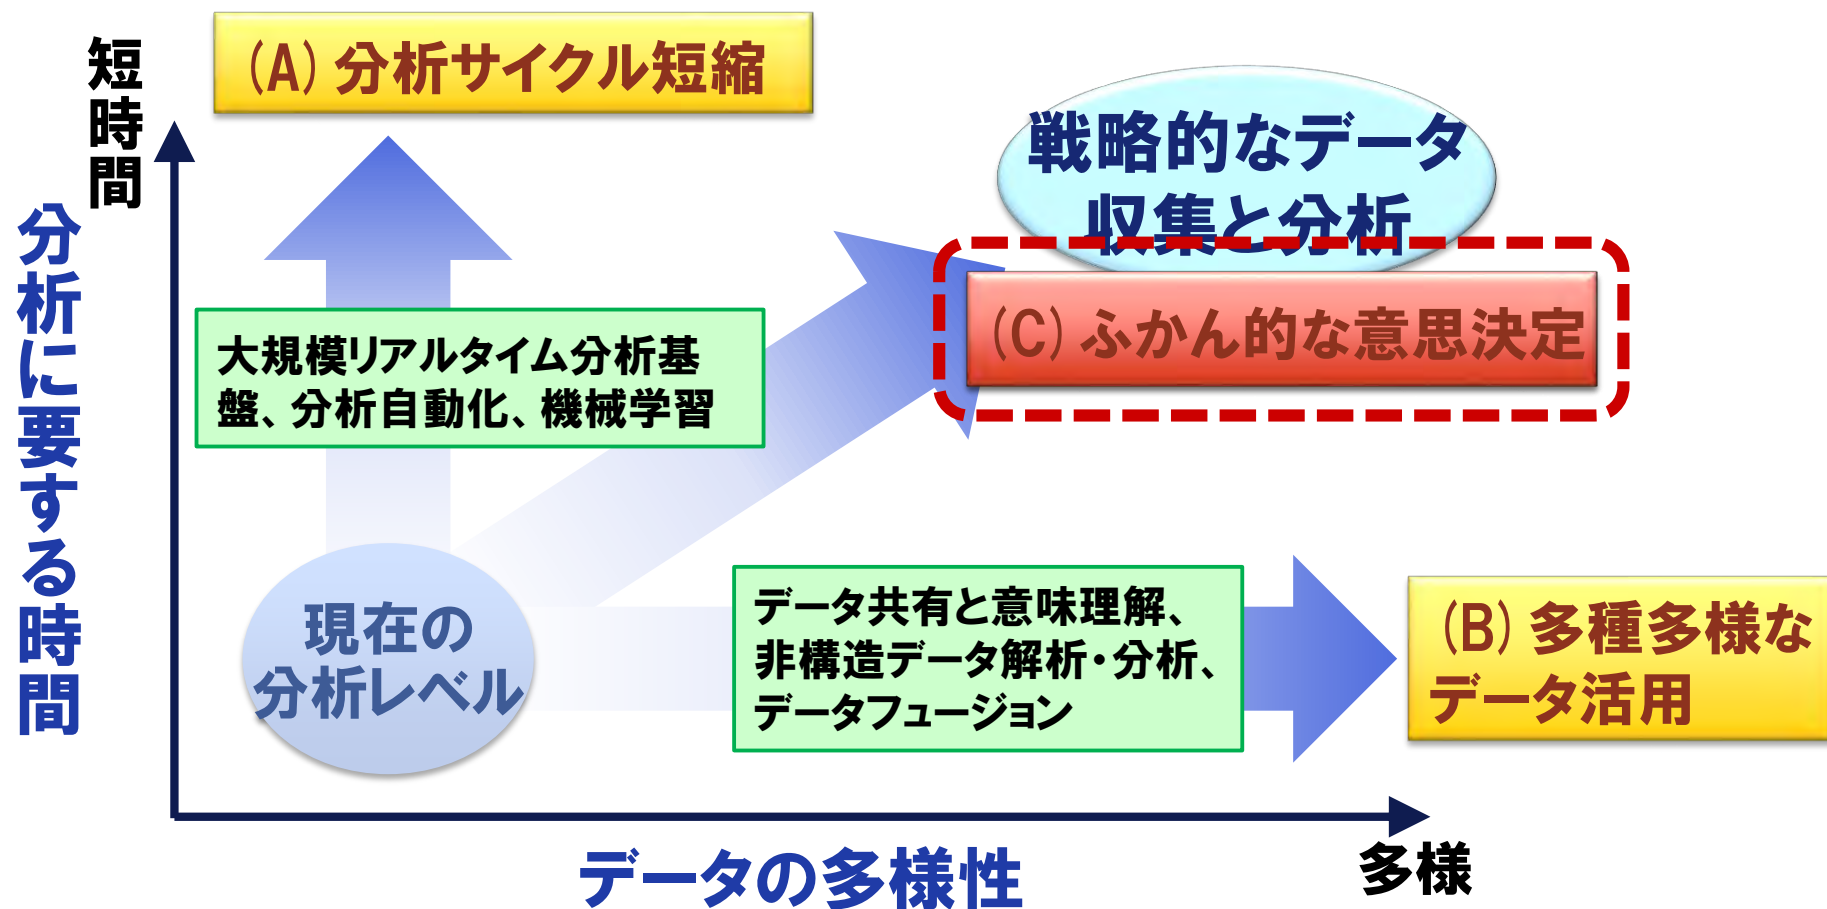 (A) 分析サイクル短縮
短時間
分析に要する時間
戦略的なデータ
収集と分析
(C) ふかん的な意思決定
大規模リアルタイム分析基
盤、分析自動化、機械学習
現在の
分析レベル
データ共有と意味理解、
非構造データ解析・分析、
データフュージョン
(B) 多種多様な
データ活用
データの多様性
多様